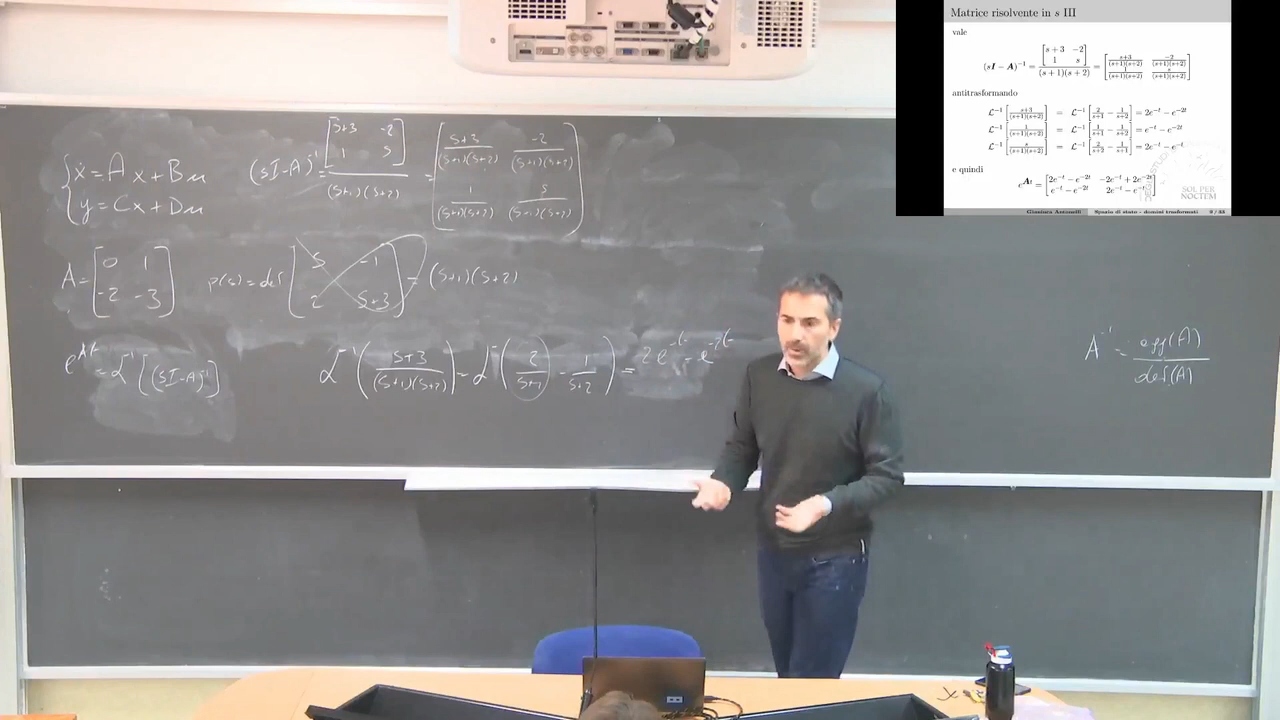 Matrice risolvente in s III
vale
(sI − A)⁻¹ = [s+3 −2; 1 s] / (s+1)(s+2) = [(s+3)/((s+1)(s+2)) −2/((s+1)(s+2)); 1/((s+1)(s+2)) s/((s+1)(s+2))]
antitrasformando
ℒ⁻¹[(s+3)/((s+1)(s+2))] = ℒ⁻¹[2/(s+1) − 1/(s+2)] = 2e^{−t} − e^{−2t}
ℒ⁻¹[1/((s+1)(s+2))] = ℒ⁻¹[1/(s+1) − 1/(s+2)] = e^{−t} − e^{−2t}
ℒ⁻¹[s/((s+1)(s+2))] = ℒ⁻¹[2/(s+2) − 1/(s+1)] = 2e^{−t} − e^{−t}
e quindi
e^{At} = [2e^{−t} − e^{−2t} −2e^{−t} + 2e^{−2t}; e^{−t} − e^{−2t} 2e^{−t} − e^{−t}]
SOL PER
NOCTEM
Gianluca Antonelli Spazio di stato - domini trasformati 9 / 43
ẋ = Ax + Bu
y = Cx + Du
(sI-A)⁻¹ = [s+3 -2; 1 s] / (s+1)(s+2) = [(s+3)/((s+1)(s+2)) -2/((s+1)(s+2)); 1/((s+1)(s+2)) s/((s+1)(s+2))]
A = [0 1; -2 -3] p(s) = det [s -1; 2 s+3] = (s+1)(s+2)
e^{At} = ℒ⁻¹[(sI-A)⁻¹]
ℒ⁻¹((s+3)/((s+1)(s+2))) = ℒ⁻¹(2/(s+1) - 1/(s+2)) = 2e^{-t} - e^{-2t}
A⁻¹ = agg(A) / det(A)